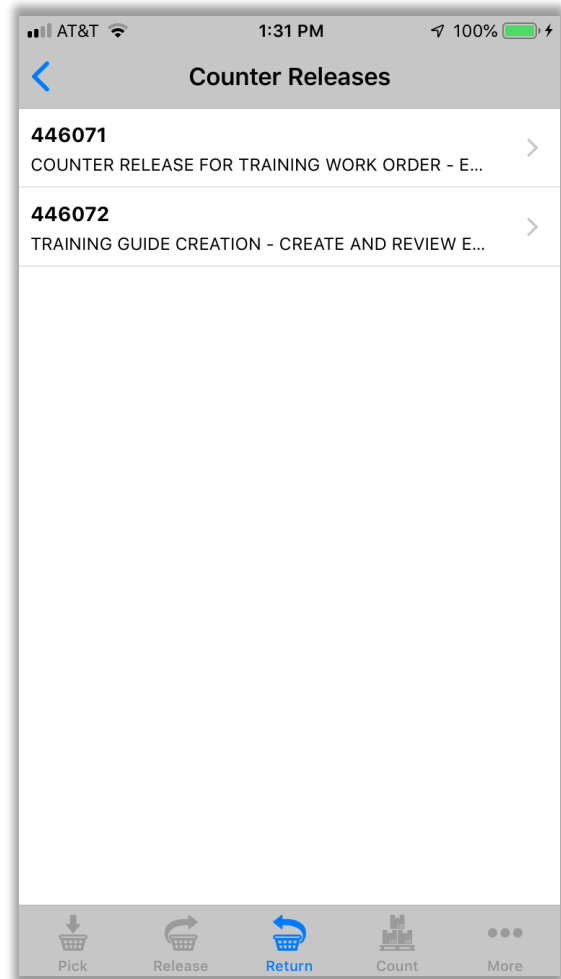 AT&T 1:31 PM 100%
Counter Releases
446071
COUNTER RELEASE FOR TRAINING WORK ORDER - E...
446072
TRAINING GUIDE CREATION - CREATE AND REVIEW E...
Pick Release Return Count More